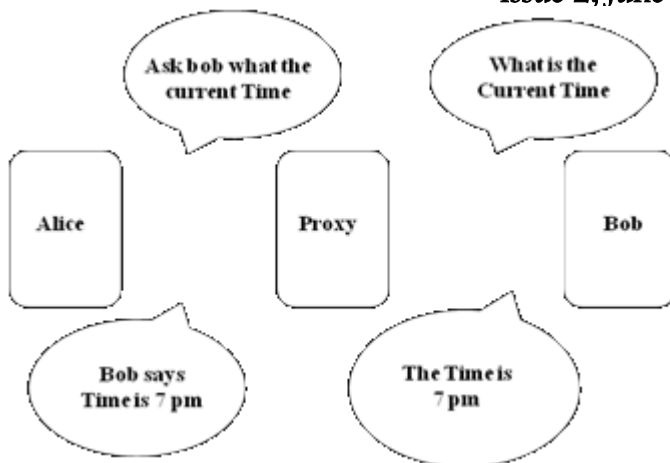 Ask bob what the
current Time
What is the
Current Time
Alice
Proxy
Bob
Bob says
Time is 7 pm
The Time is
7 pm